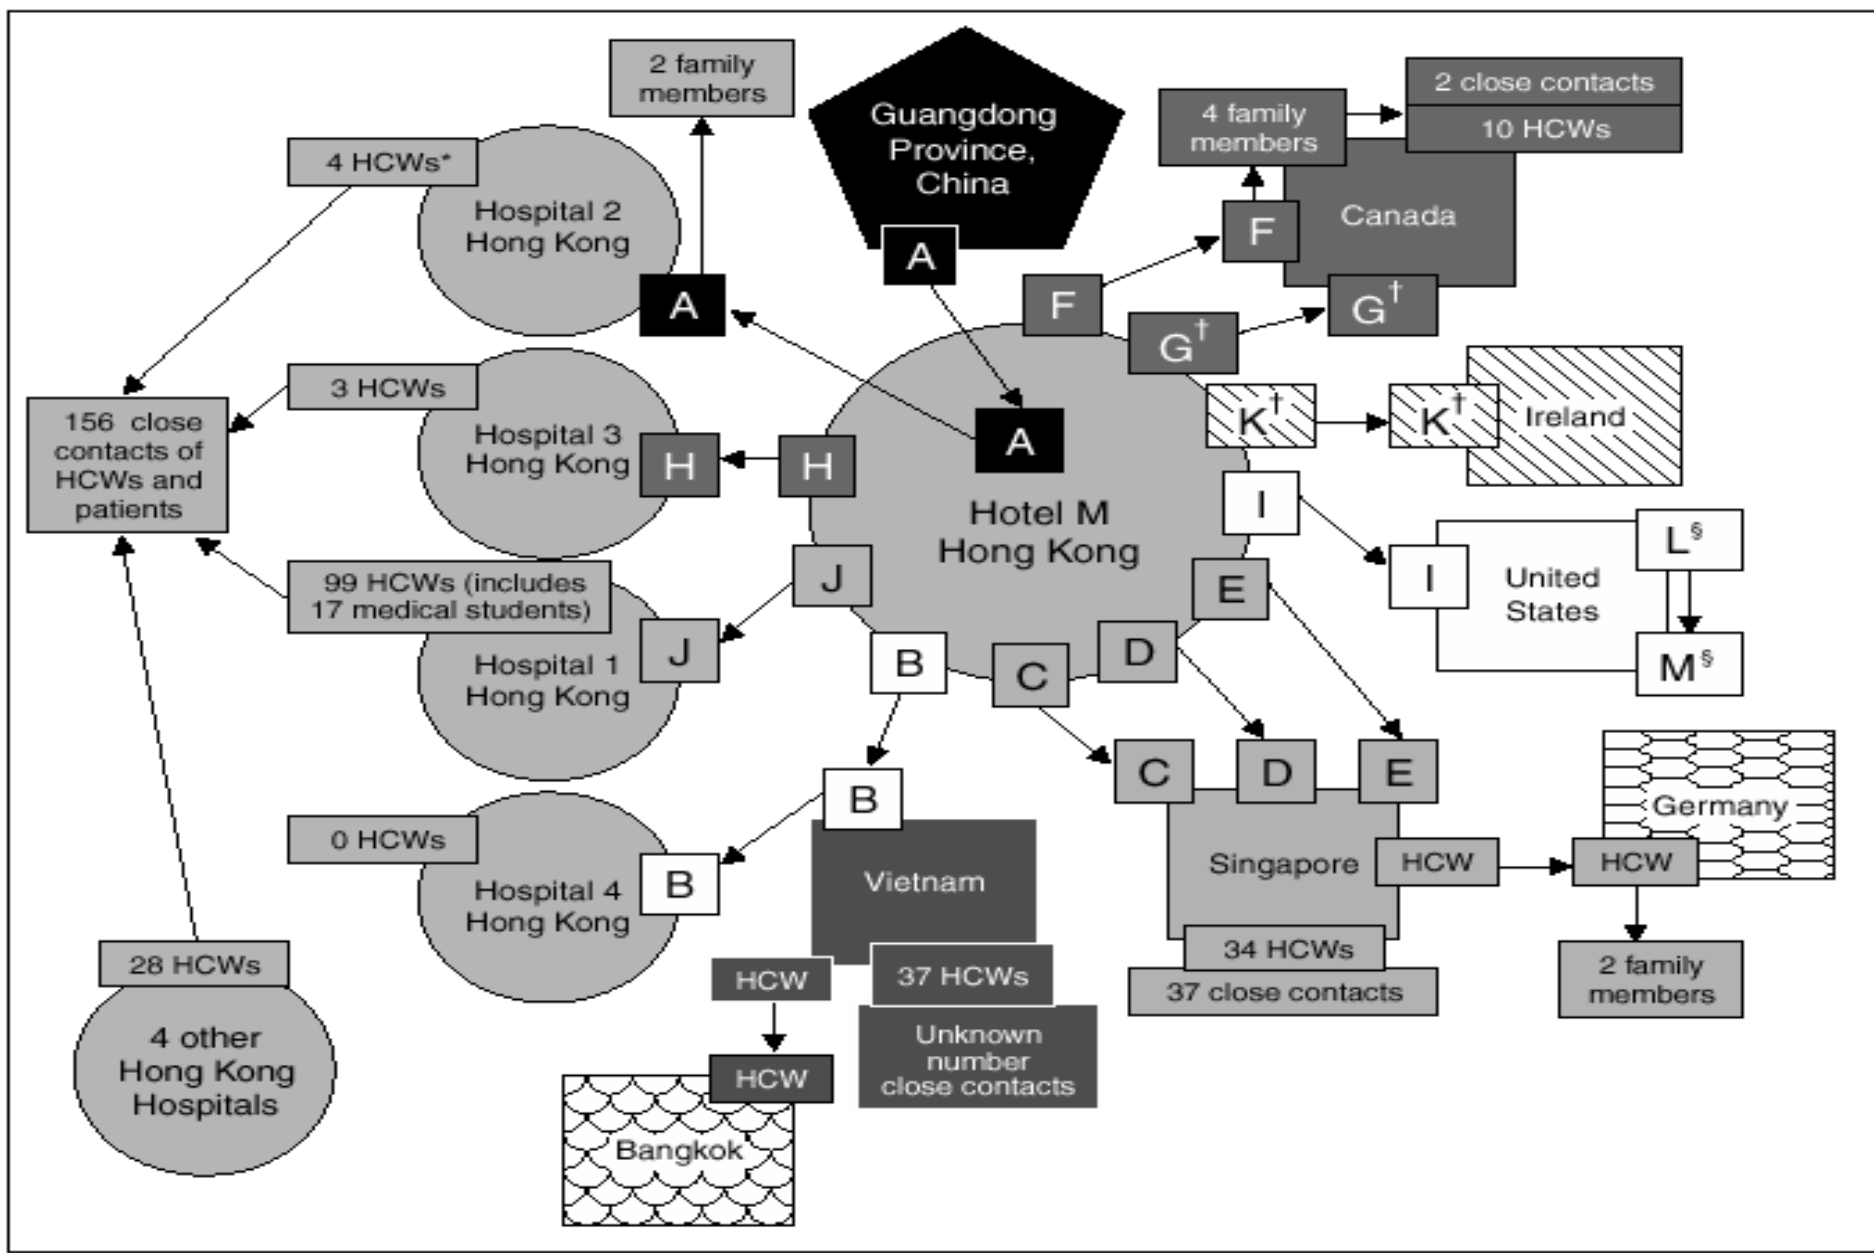 2 family
members
Guangdong
Province,
China
A
4 family
members
2 close contacts
10 HCWs
4 HCWs*
Hospital 2
Hong Kong
A
F
Canada
F
G†
G†
3 HCWs
Hospital 3
Hong Kong
H
H
A
Hotel M
Hong Kong
K†
K†
Ireland
156 close
contacts of
HCWs and
patients
I
I
United
States
L§
M§
99 HCWs (includes
17 medical students)
Hospital 1
Hong Kong
J
J
B
C
D
E
B
C
D
E
0 HCWs
Hospital 4
Hong Kong
B
Vietnam
Singapore
HCW
HCW
Germany
34 HCWs
37 close contacts
2 family
members
28 HCWs
4 other
Hong Kong
Hospitals
HCW
37 HCWs
Unknown
number
close contacts
HCW
Bangkok